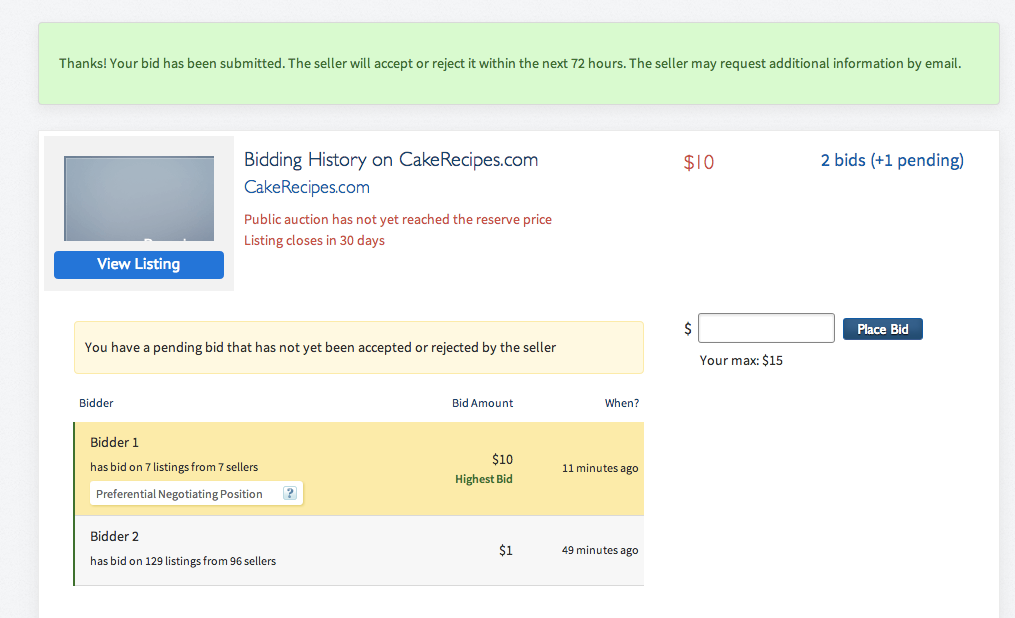 Thanks! Your bid has been submitted. The seller will accept or reject it within the next 72 hours. The seller may request additional information by email.
Bidding History on CakeRecipes.com
$10
2 bids (+1 pending)
CakeRecipes.com
Public auction has not yet reached the reserve price
Listing closes in 30 days
View Listing
$
Place Bid
Your max: $15
You have a pending bid that has not yet been accepted or rejected by the seller
Bidder Bid Amount When?
Bidder 1
has bid on 7 listings from 7 sellers
Preferential Negotiating Position ?
$10
Highest Bid
11 minutes ago
Bidder 2
has bid on 129 listings from 96 sellers
$1
49 minutes ago